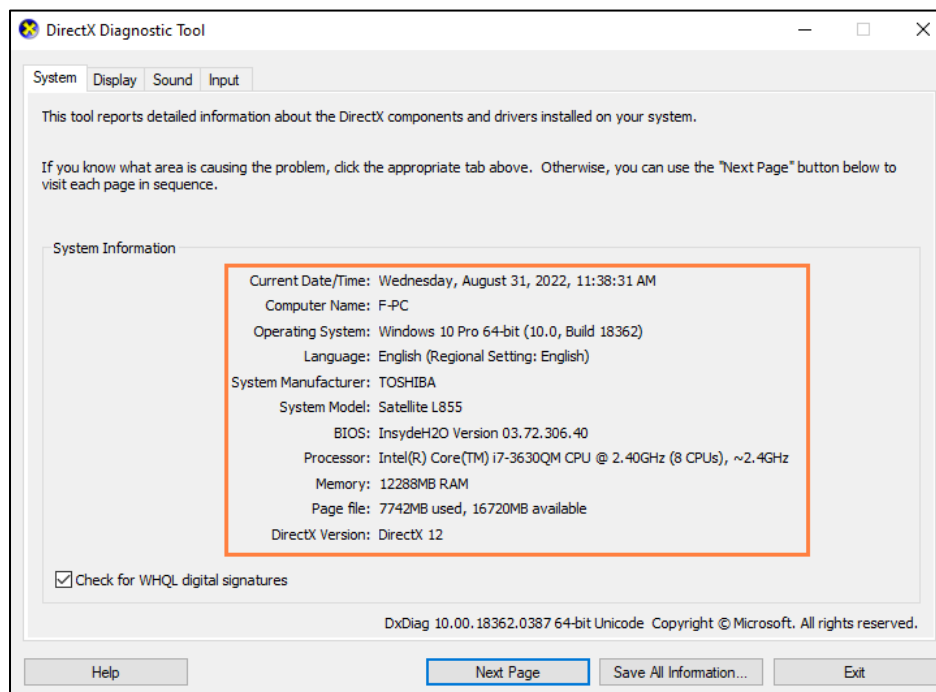 DirectX Diagnostic Tool
System Display Sound Input
This tool reports detailed information about the DirectX components and drivers installed on your system.
If you know what area is causing the problem, click the appropriate tab above.  Otherwise, you can use the "Next Page" button below to
visit each page in sequence.
System Information
Current Date/Time: Wednesday, August 31, 2022, 11:38:31 AM
Computer Name: F-PC
Operating System: Windows 10 Pro 64-bit (10.0, Build 18362)
Language: English (Regional Setting: English)
System Manufacturer: TOSHIBA
System Model: Satellite L855
BIOS: InsydeH2O Version 03.72.306.40
Processor: Intel(R) Core(TM) i7-3630QM CPU @ 2.40GHz (8 CPUs), ~2.4GHz
Memory: 12288MB RAM
Page file: 7742MB used, 16720MB available
DirectX Version: DirectX 12
Check for WHQL digital signatures
DxDiag 10.00.18362.0387 64-bit Unicode  Copyright © Microsoft. All rights reserved.
Help Next Page Save All Information... Exit